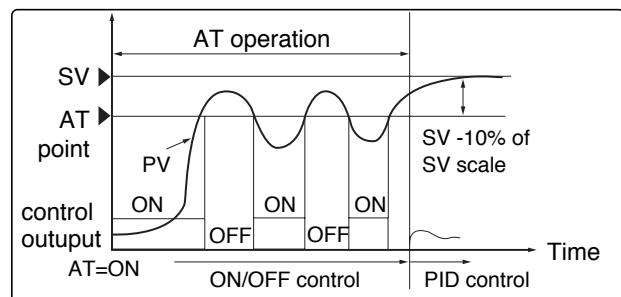 AT operation
SV
AT
point
PV
SV -10% of
SV scale
ON
ON
ON
control
outuput
OFF
OFF
Time
AT=ON
ON/OFF control
PID control